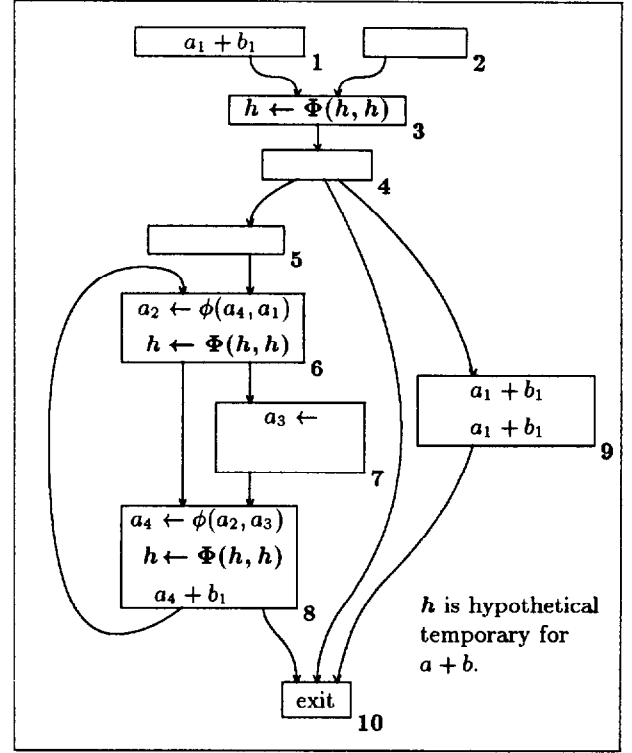 a₁ + b₁
1
2
h ← Φ(h, h)
3
4
5
a₂ ← ϕ(a₄, a₁)
h ← Φ(h, h)
6
a₁ + b₁
a₁ + b₁
9
a₃ ←
7
a₄ ← ϕ(a₂, a₃)
h ← Φ(h, h)
a₄ + b₁
8
h is hypothetical
temporary for
a + b.
exit
10